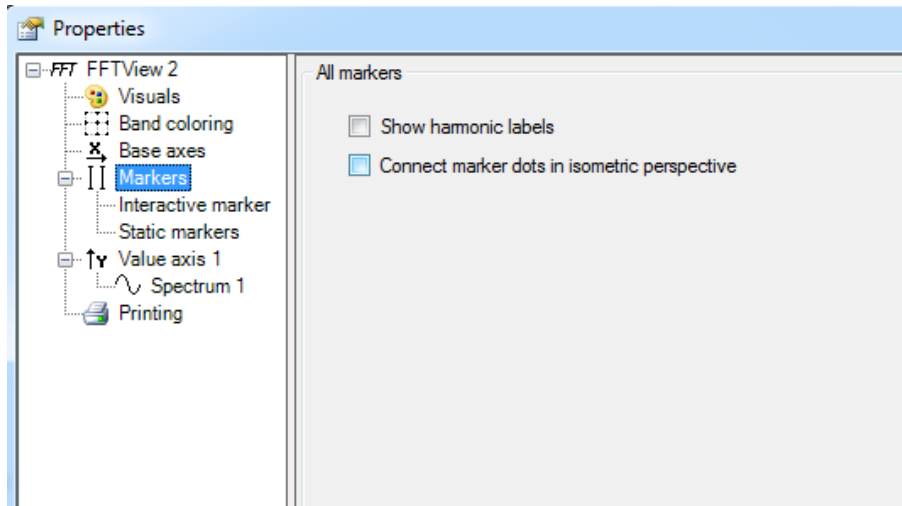 Properties
FFT FFTView 2
Visuals
Band coloring
X Base axes
Markers
Interactive marker
Static markers
Y Value axis 1
Spectrum 1
Printing
All markers
Show harmonic labels
Connect marker dots in isometric perspective